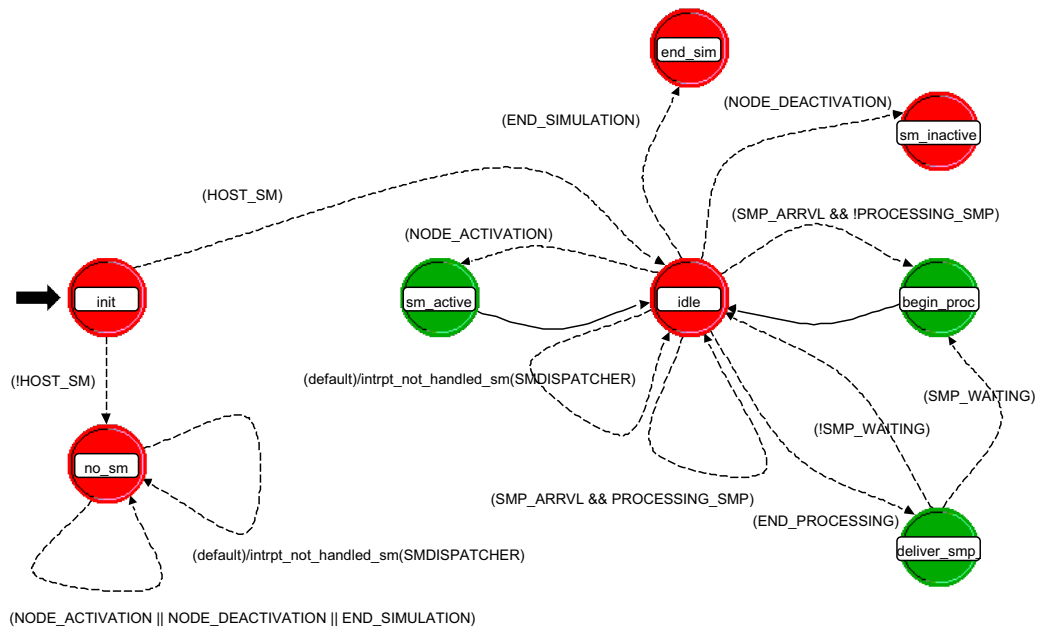 end_sim
(NODE_DEACTIVATION)
(END_SIMULATION)
sm_inactive
(HOST_SM)
(SMP_ARRVL && !PROCESSING_SMP)
(NODE_ACTIVATION)
init
sm_active
idle
begin_proc
(!HOST_SM)
(default)/intrpt_not_handled_sm(SMDISPATCHER)
(SMP_WAITING)
(!SMP_WAITING)
no_sm
(SMP_ARRVL && PROCESSING_SMP)
(END_PROCESSING)
(default)/intrpt_not_handled_sm(SMDISPATCHER)
deliver_smp_
(NODE_ACTIVATION || NODE_DEACTIVATION || END_SIMULATION)